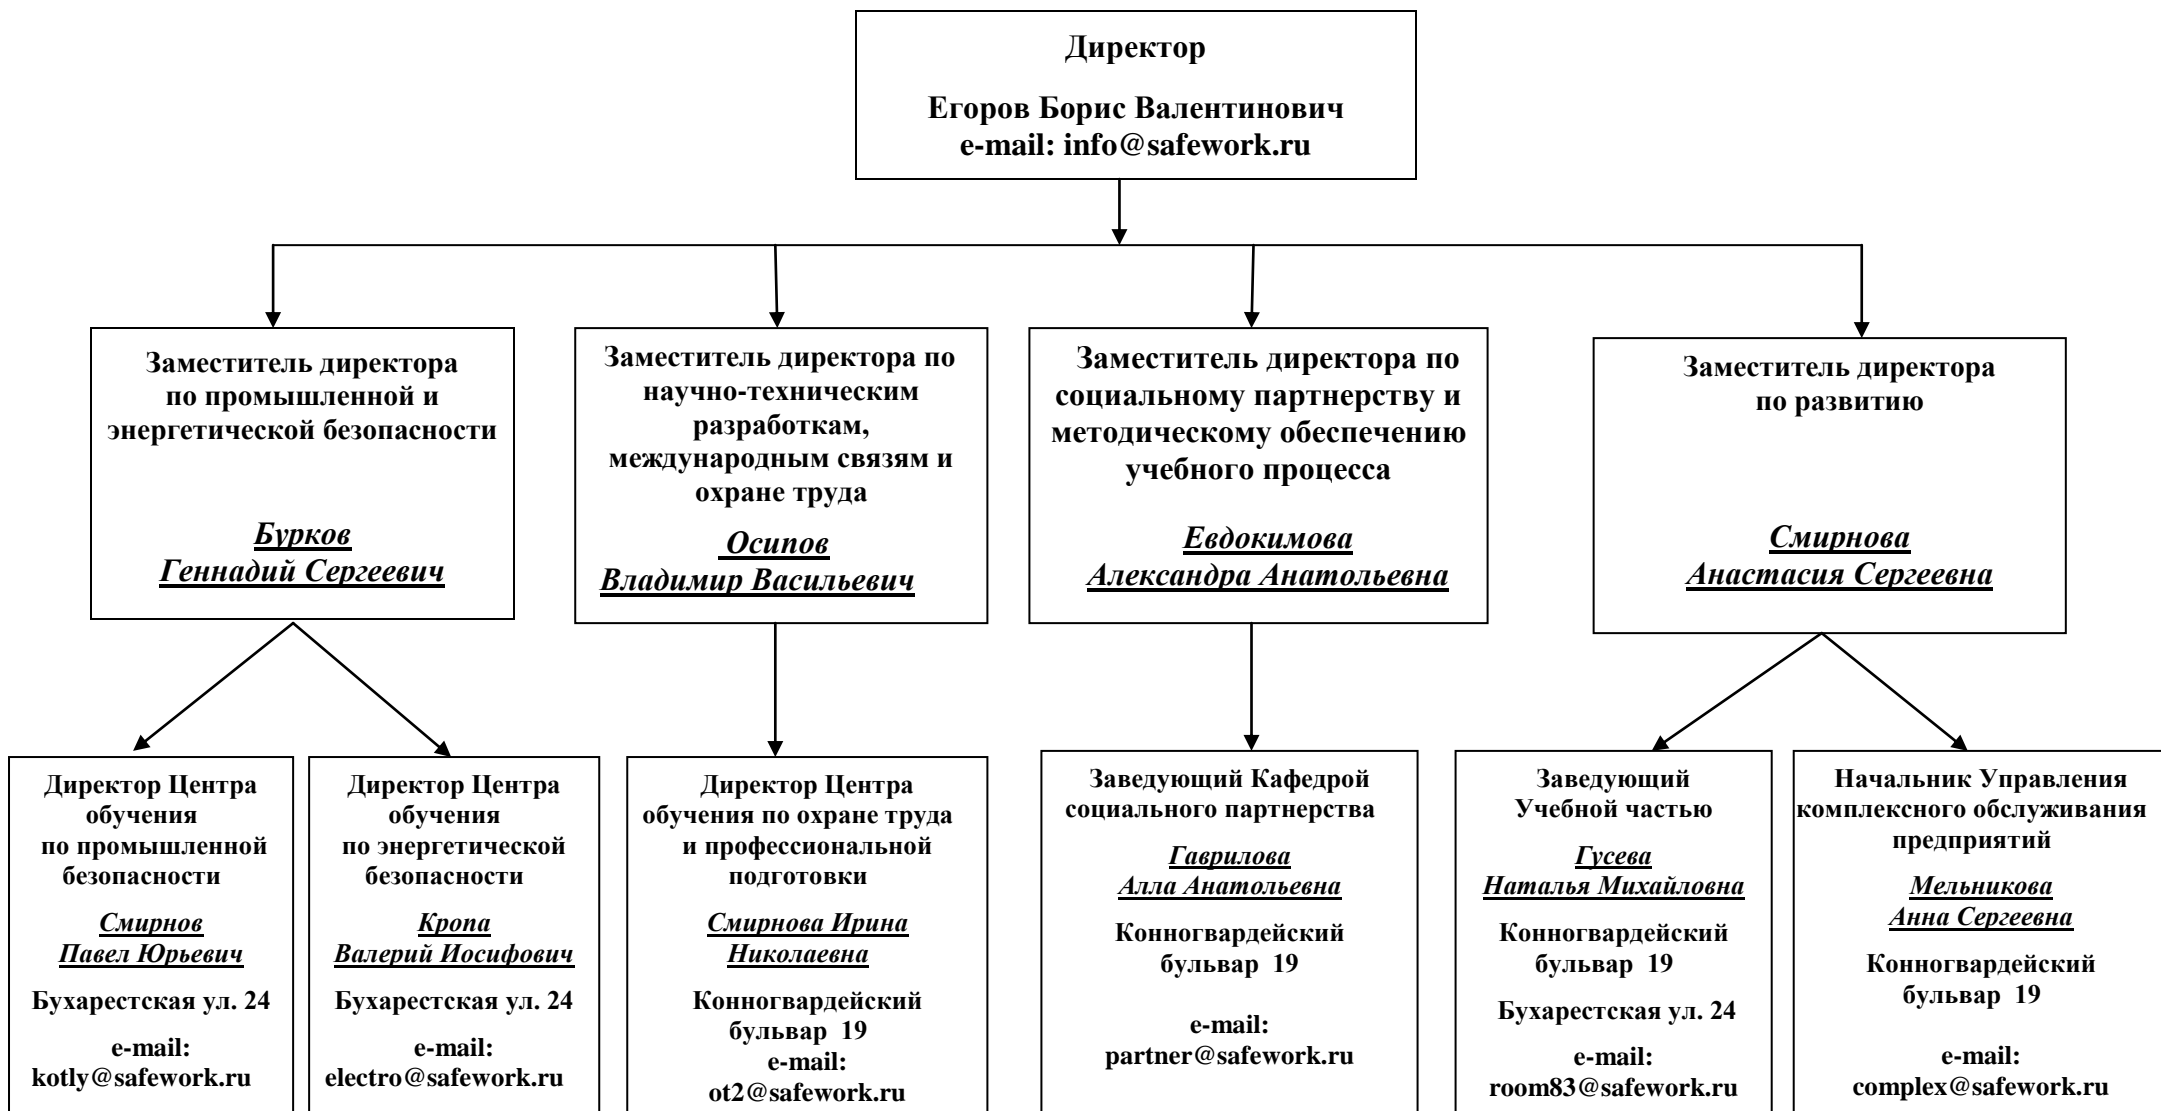 Директор
Егоров Борис Валентинович
e-mail: info@safework.ru
Заместитель директора
по промышленной и
энергетической безопасности
Бурков
Геннадий Сергеевич
Заместитель директора по
научно-техническим
разработкам,
международным связям и
охране труда
Осипов
Владимир Васильевич
Заместитель директора по
социальному партнерству и
методическому обеспечению
учебного процесса
Евдокимова
Александра Анатольевна
Заместитель директора
по развитию
Смирнова
Анастасия Сергеевна
Директор Центра
обучения
по промышленной
безопасности
Смирнов
Павел Юрьевич
Бухарестская ул. 24
e-mail:
kotly@safework.ru
Директор Центра
обучения
по энергетической
безопасности
Кропа
Валерий Иосифович
Бухарестская ул. 24
e-mail:
electro@safework.ru
Директор Центра
обучения по охране труда
и профессиональной
подготовки
Смирнова Ирина
Николаевна
Конногвардейский
бульвар 19
e-mail:
ot2@safework.ru
Заведующий Кафедрой
социального партнерства
Гаврилова
Алла Анатольевна
Конногвардейский
бульвар 19
e-mail:
partner@safework.ru
Заведующий
Учебной частью
Гусева
Наталья Михайловна
Конногвардейский
бульвар 19
Бухарестская ул. 24
e-mail:
room83@safework.ru
Начальник Управления
комплексного обслуживания
предприятий
Мельникова
Анна Сергеевна
Конногвардейский
бульвар 19
e-mail:
complex@safework.ru